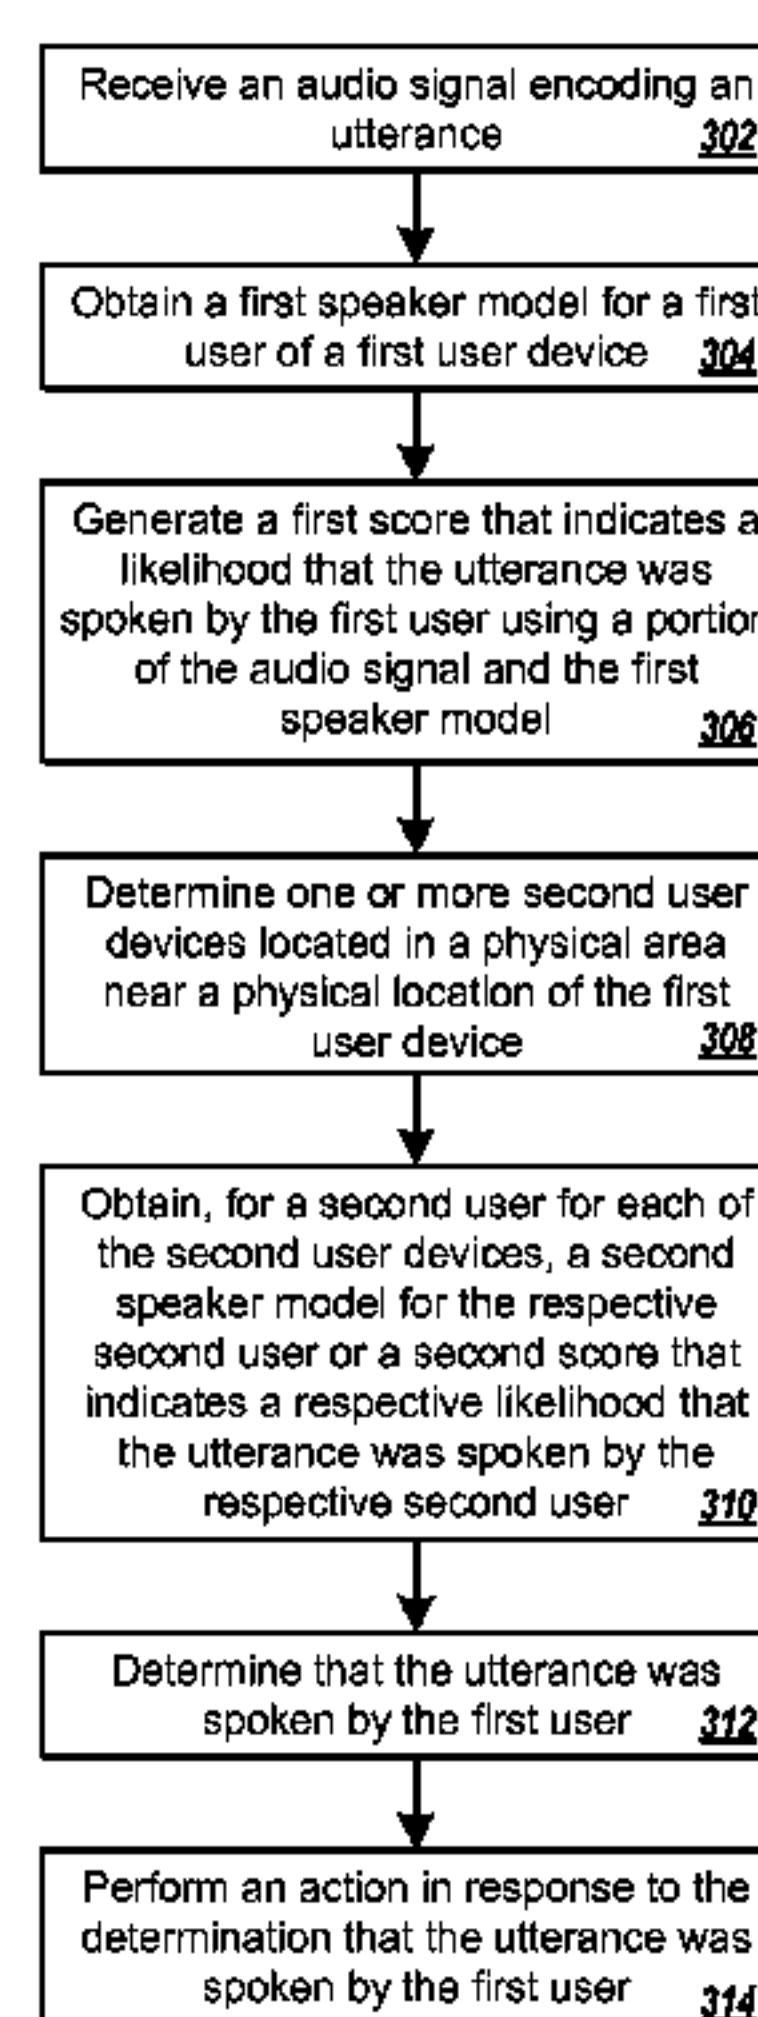 Receive an audio signal encoding an
utterance 302
Obtain a first speaker model for a first
user of a first user device 304
Generate a first score that indicates a
likelihood that the utterance was
spoken by the first user using a portion
of the audio signal and the first
speaker model 306
Determine one or more second user
devices located in a physical area
near a physical location of the first
user device 308
Obtain, for a second user for each of
the second user devices, a second
speaker model for the respective
second user or a second score that
indicates a respective likelihood that
the utterance was spoken by the
respective second user 310
Determine that the utterance was
spoken by the first user 312
Perform an action in response to the
determination that the utterance was
spoken by the first user 314